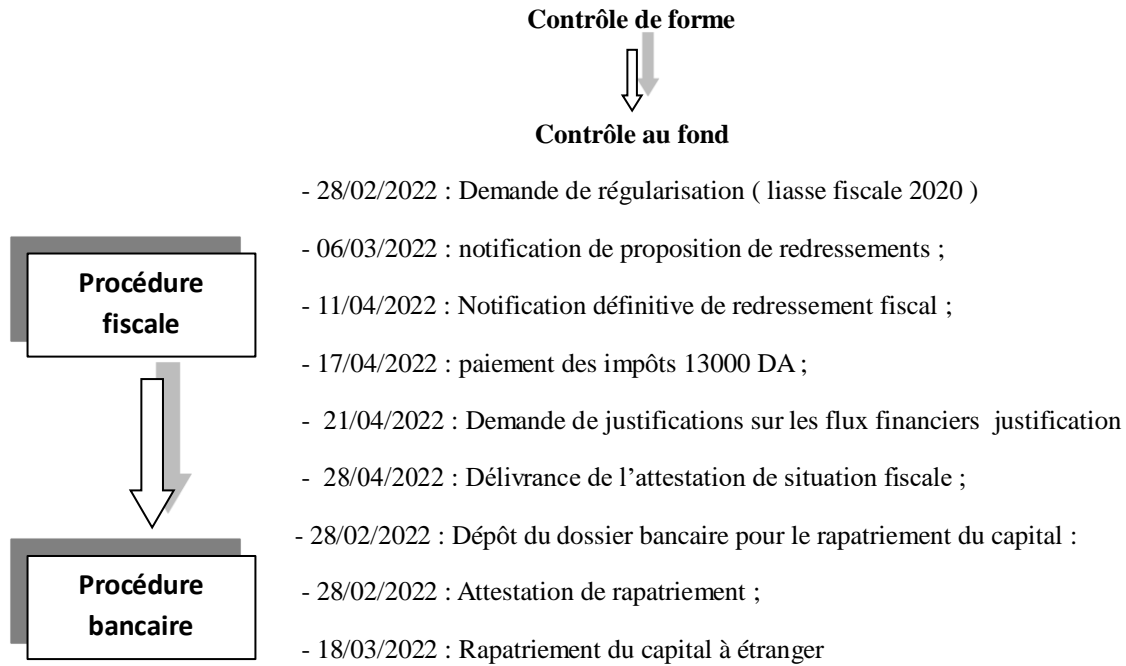 Contrôle de forme
Contrôle au fond
- 28/02/2022 : Demande de régularisation ( liasse fiscale 2020 )
- 06/03/2022 : notification de proposition de redressements ;
Procédure
fiscale
- 11/04/2022 : Notification définitive de redressement fiscal ;
- 17/04/2022 : paiement des impôts 13000 DA ;
- 21/04/2022 : Demande de justifications sur les flux financiers justification
- 28/04/2022 : Délivrance de l'attestation de situation fiscale ;
- 28/02/2022 : Dépôt du dossier bancaire pour le rapatriement du capital :
Procédure
bancaire
- 28/02/2022 : Attestation de rapatriement ;
- 18/03/2022 : Rapatriement du capital à étranger